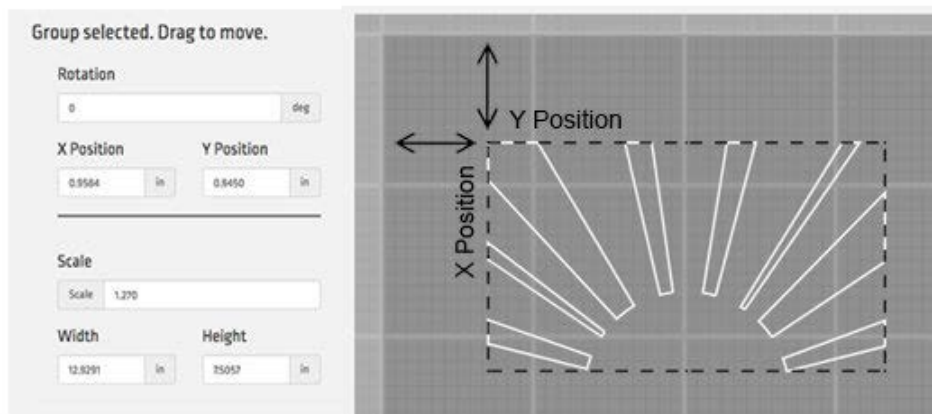 Group selected. Drag to move.
Rotation
0 deg
X Position Y Position
0.9584 in 0.8450 in
Scale
Scale 1.270
Width Height
12.9291 in 7.5057 in
Y Position
X Position